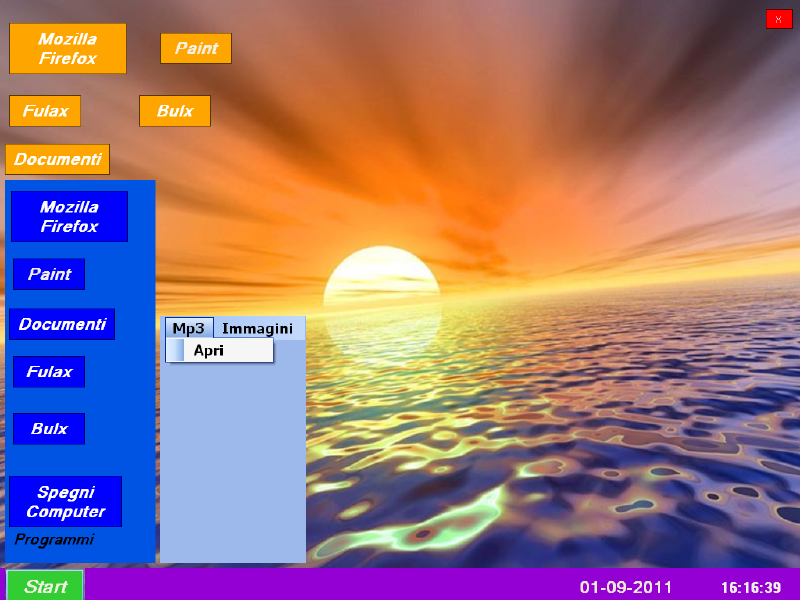 x
Mozilla
Firefox
Paint
Fulax
Bulx
Documenti
Mozilla
Firefox
Paint
Documenti
Fulax
Bulx
Spegni
Computer
Programmi
Mp3 Immagini
Apri
Start
01-09-2011 16:16:39